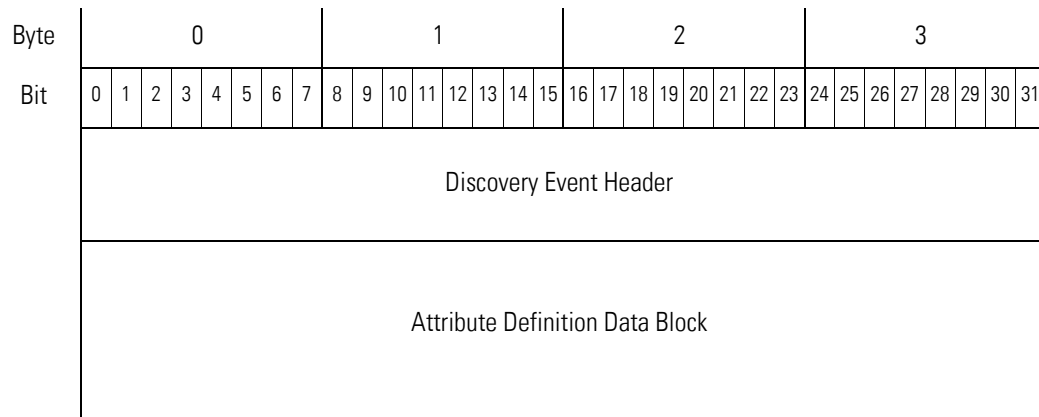 Byte 0 1 2 3
Bit 0 1 2 3 4 5 6 7 8 9 10 11 12 13 14 15 16 17 18 19 20 21 22 23 24 25 26 27 28 29 30 31
Discovery Event Header
Attribute Definition Data Block